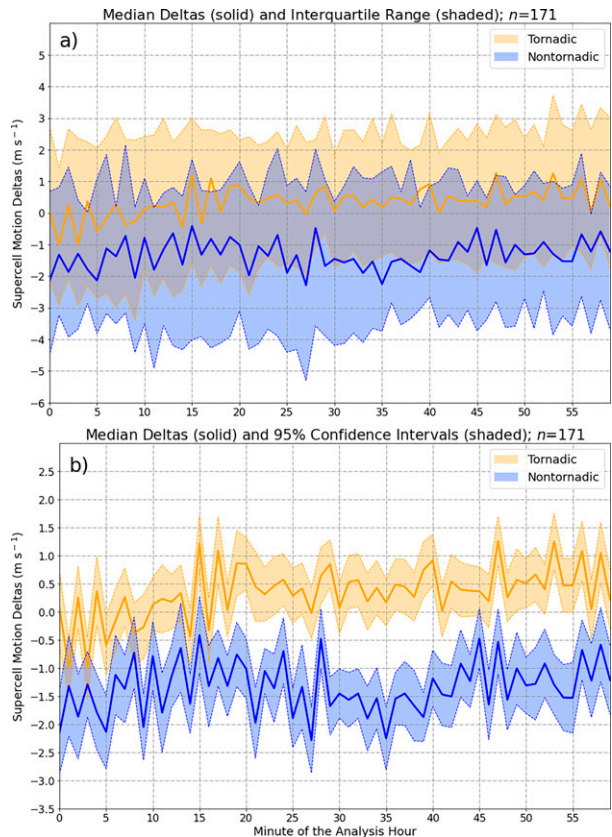 Median Deltas (solid) and Interquartile Range (shaded); n=171
a)
Tornadic
Nontornadic
Supercell Motion Deltas (m s⁻¹)
5
4
3
2
1
0
−1
−2
−3
−4
−5
−6
0 5 10 15 20 25 30 35 40 45 50 55
Median Deltas (solid) and 95% Confidence Intervals (shaded); n=171
b)
Tornadic
Nontornadic
Supercell Motion Deltas (m s⁻¹)
2.5
2.0
1.5
1.0
0.5
0.0
−0.5
−1.0
−1.5
−2.0
−2.5
−3.0
−3.5
0 5 10 15 20 25 30 35 40 45 50 55
Minute of the Analysis Hour